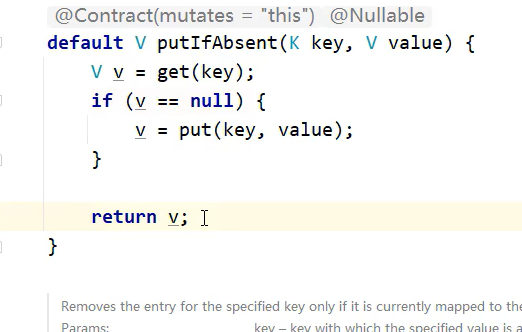 @Contract(mutates = "this") @Nullable
default V putIfAbsent(K key, V value) {
V v = get(key);
if (v == null) {
v = put(key, value);
}
return v;
}
Removes the entry for the specified key only if it is currently mapped to the
Params: key – key with which the specified value is a